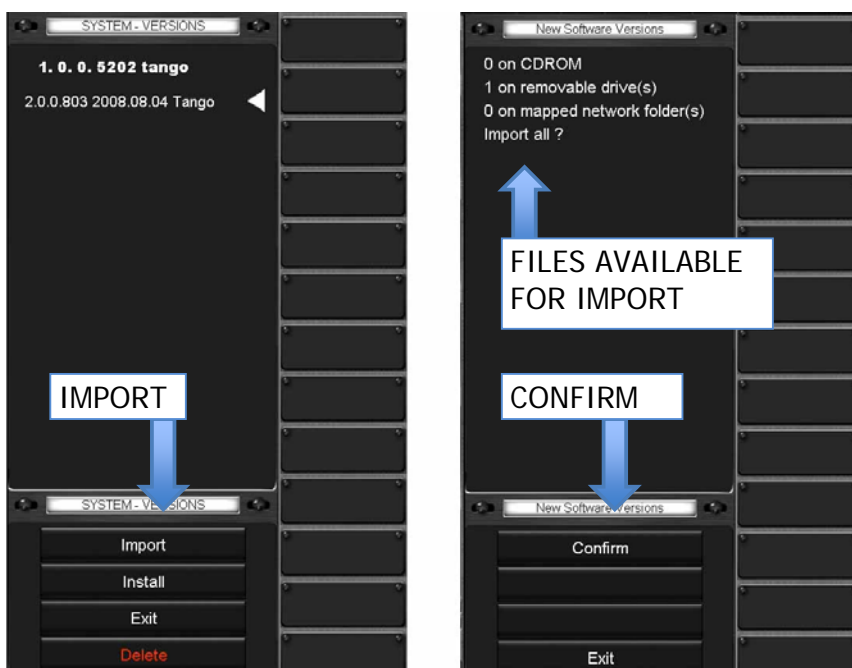 SYSTEM - VERSIONS
1. 0. 0. 5202 tango
2.0.0.803 2008.08.04 Tango
IMPORT
SYSTEM - VERSIONS
Import
Install
Exit
Delete
New Software Versions
0 on CDROM
1 on removable drive(s)
0 on mapped network folder(s)
Import all ?
FILES AVAILABLE
FOR IMPORT
CONFIRM
New Software Versions
Confirm
Exit